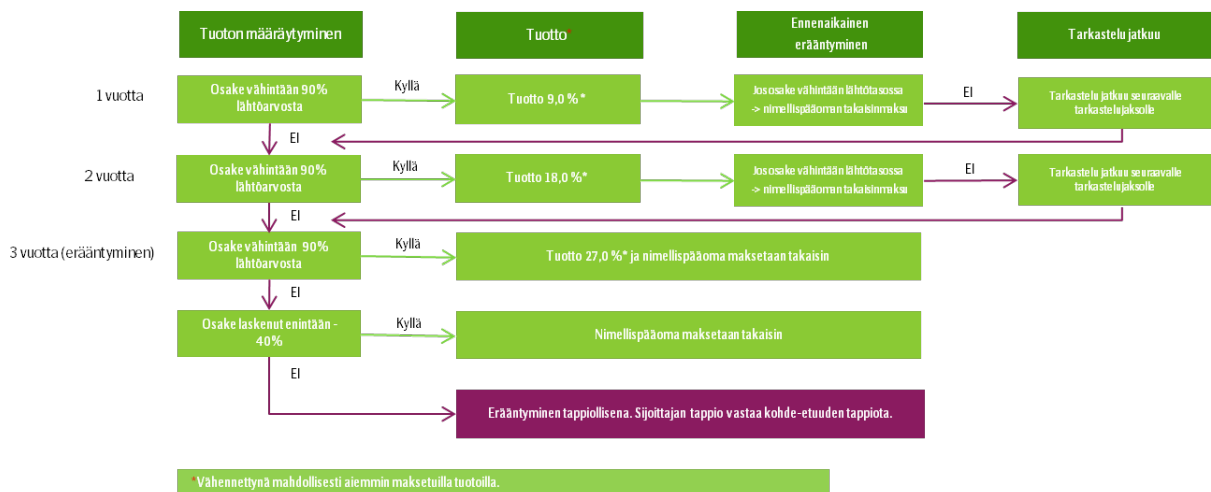 Tuoton määräytyminen
Tuotto*
Ennenaikainen
erääntyminen
Tarkastelu jatkuu
1 vuotta
Osake vähintään 90%
lähtöarvosta
Kyllä
Tuotto 9,0 % *
Jos osake vähintään lähtötasossa
-> nimellispääoman takaisinmaksu
EI
Tarkastelu jatkuu seuraavalle
tarkastelujaksolle
EI
2 vuotta
Osake vähintään 90%
lähtöarvosta
Kyllä
Tuotto 18,0 %*
Jos osake vähintään lähtötasossa
-> nimellispääoman takaisinmaksu
EI
Tarkastelu jatkuu seuraavalle
tarkastelujaksolle
EI
3 vuotta (erääntyminen)
Osake vähintään 90%
lähtöarvosta
Kyllä
Tuotto 27,0 %* ja nimellispääoma maksetaan takaisin
EI
Osake laskenut enintään -
40%
Kyllä
Nimellispääoma maksetaan takaisin
EI
Erääntyminen tappiollisena. Sijoittajan tappio vastaa kohde-etuuden tappiota.
*Vähennettynä mahdollisesti aiemmin maksetuilla tuotoilla.